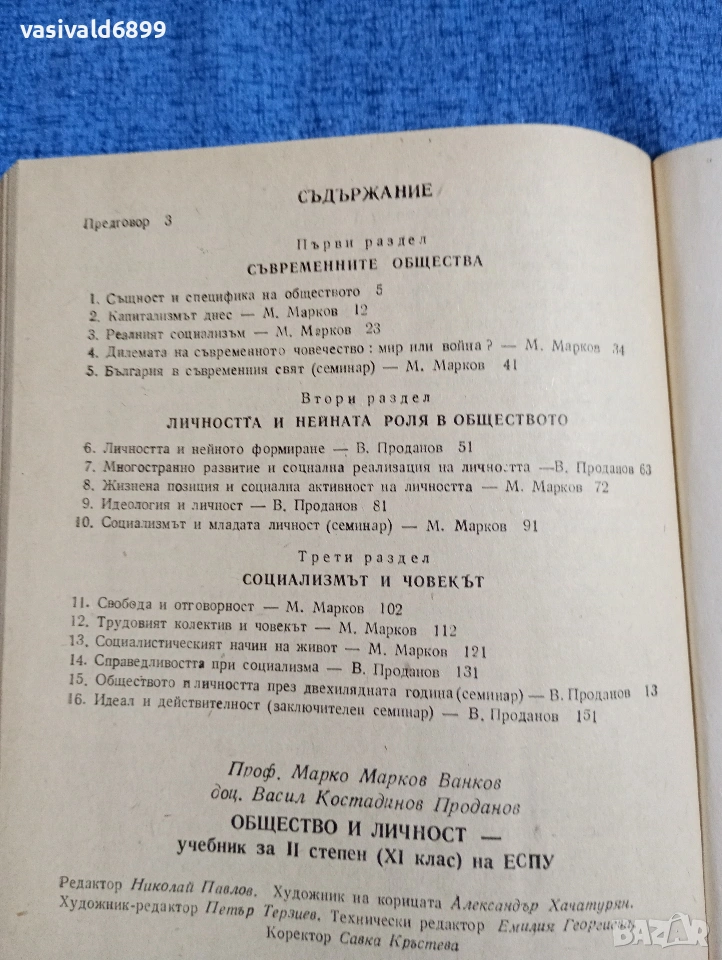 vasivald6899
СЪДЪРЖАНИЕ
Предговор 3
Първи раздел
СЪВРЕМЕННИТЕ ОБЩЕСТВА
1. Същност и специфика на обществото 5
2. Капитализмът днес — М. Марков 12
3. Реалният социализъм — М. Марков 23
4. Дилемата на съвременното човечество: мир или война? — М. Марков 34
5. България в съвременния свят (семинар) — М. Марков 41
Втори раздел
ЛИЧНОСТТА И НЕЙНАТА РОЛЯ В ОБЩЕСТВОТО
6. Личността и нейното формиране — В. Проданов 51
7. Многостранно развитие и социална реализация на личността —В. Проданов 63
8. Жизнена позиция и социална активност на личността — М. Марков 72
9. Идеология и личност — В. Проданов 81
10. Социализмът и младата личност (семинар) — М. Марков 91
Трети раздел
СОЦИАЛИЗМЪТ И ЧОВЕКЪТ
11. Свобода и отговорност — М. Марков 102
12. Трудовият колектив и човекът — М. Марков 112
13. Социалистическият начин на живот — М. Марков 121
14. Справедливостта при социализма — В. Проданов 131
15. Обществото и личността през двехилядната година (семинар) — В. Проданов 13
16. Идеал и действителност (заключителен семинар) — В. Проданов 151
Проф. Марко Марков Ванков
доц. Васил Костадинов Проданов
ОБЩЕСТВО И ЛИЧНОСТ —
учебник за II степен (XI клас) на ЕСПУ
Редактор Николай Павлов. Художник на корицата Александър Хачатурян.
Художник-редактор Петър Терзиев. Технически редактор Емилия Георгиева
Коректор Савка Кръстева
BAZAR